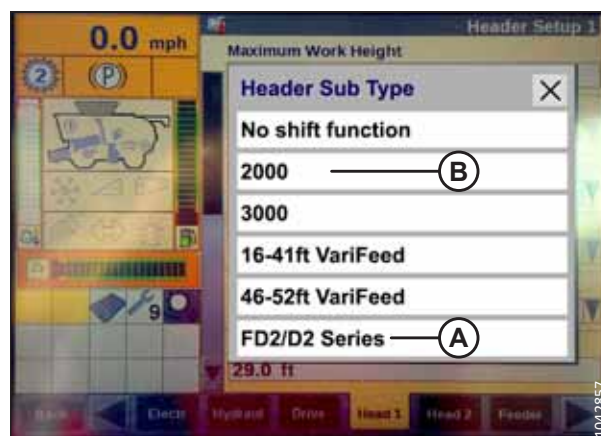 0.0 mph
Header Setup 1
Maximum Work Height
2
(P)
Header Sub Type
No shift function
2000
B
3000
16-41ft VariFeed
46-52ft VariFeed
FD2/D2 Series
A
9
29.0 ft
Back
Electr
Hydraul
Drive
Head 1
Head 2
Feeder
1042857